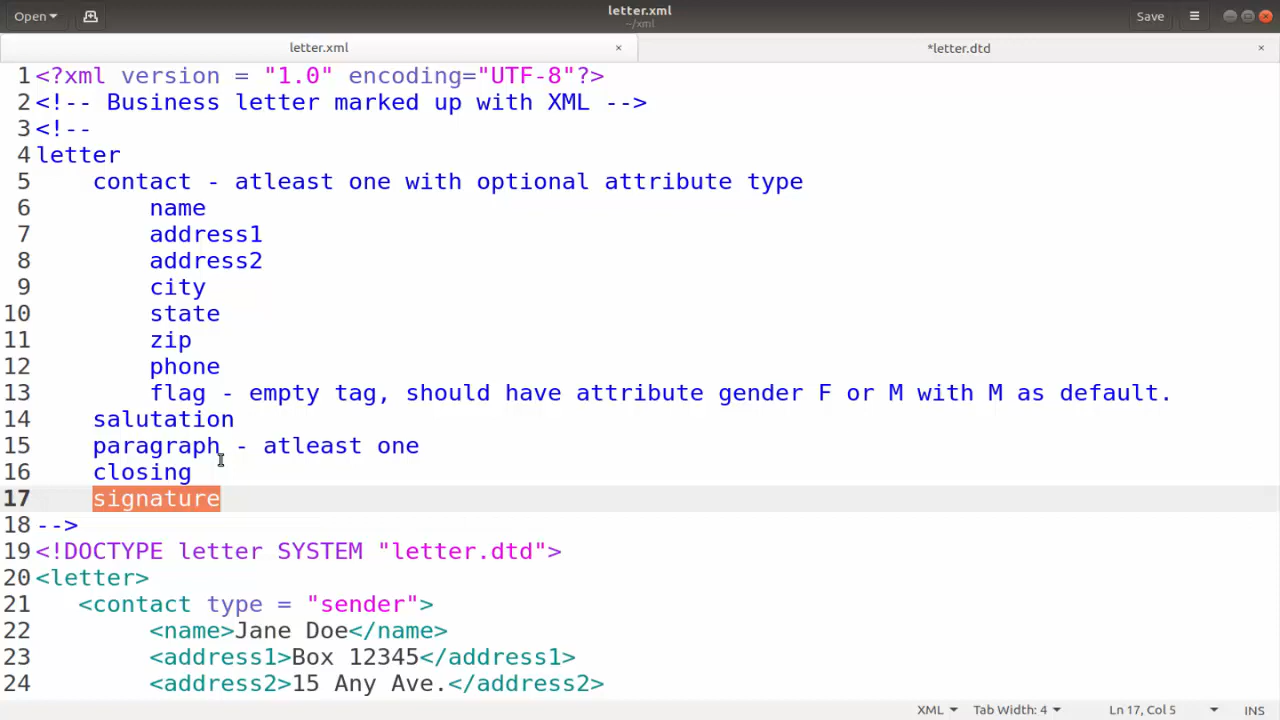 Open
letter.xml
~/xml
Save
letter.xml ×
*letter.dtd ×
1 <?xml version = "1.0" encoding="UTF-8"?>
2 <!-- Business letter marked up with XML -->
3 <!--
4 letter
5     contact - atleast one with optional attribute type
6         name
7         address1
8         address2
9         city
10         state
11         zip
12         phone
13         flag - empty tag, should have attribute gender F or M with M as default.
14     salutation
15     paragraph - atleast one
16     closing
17     signature
18 -->
19 <!DOCTYPE letter SYSTEM "letter.dtd">
20 <letter>
21    <contact type = "sender">
22         <name>Jane Doe</name>
23         <address1>Box 12345</address1>
24         <address2>15 Any Ave.</address2>
XML Tab Width: 4 Ln 17, Col 5 INS